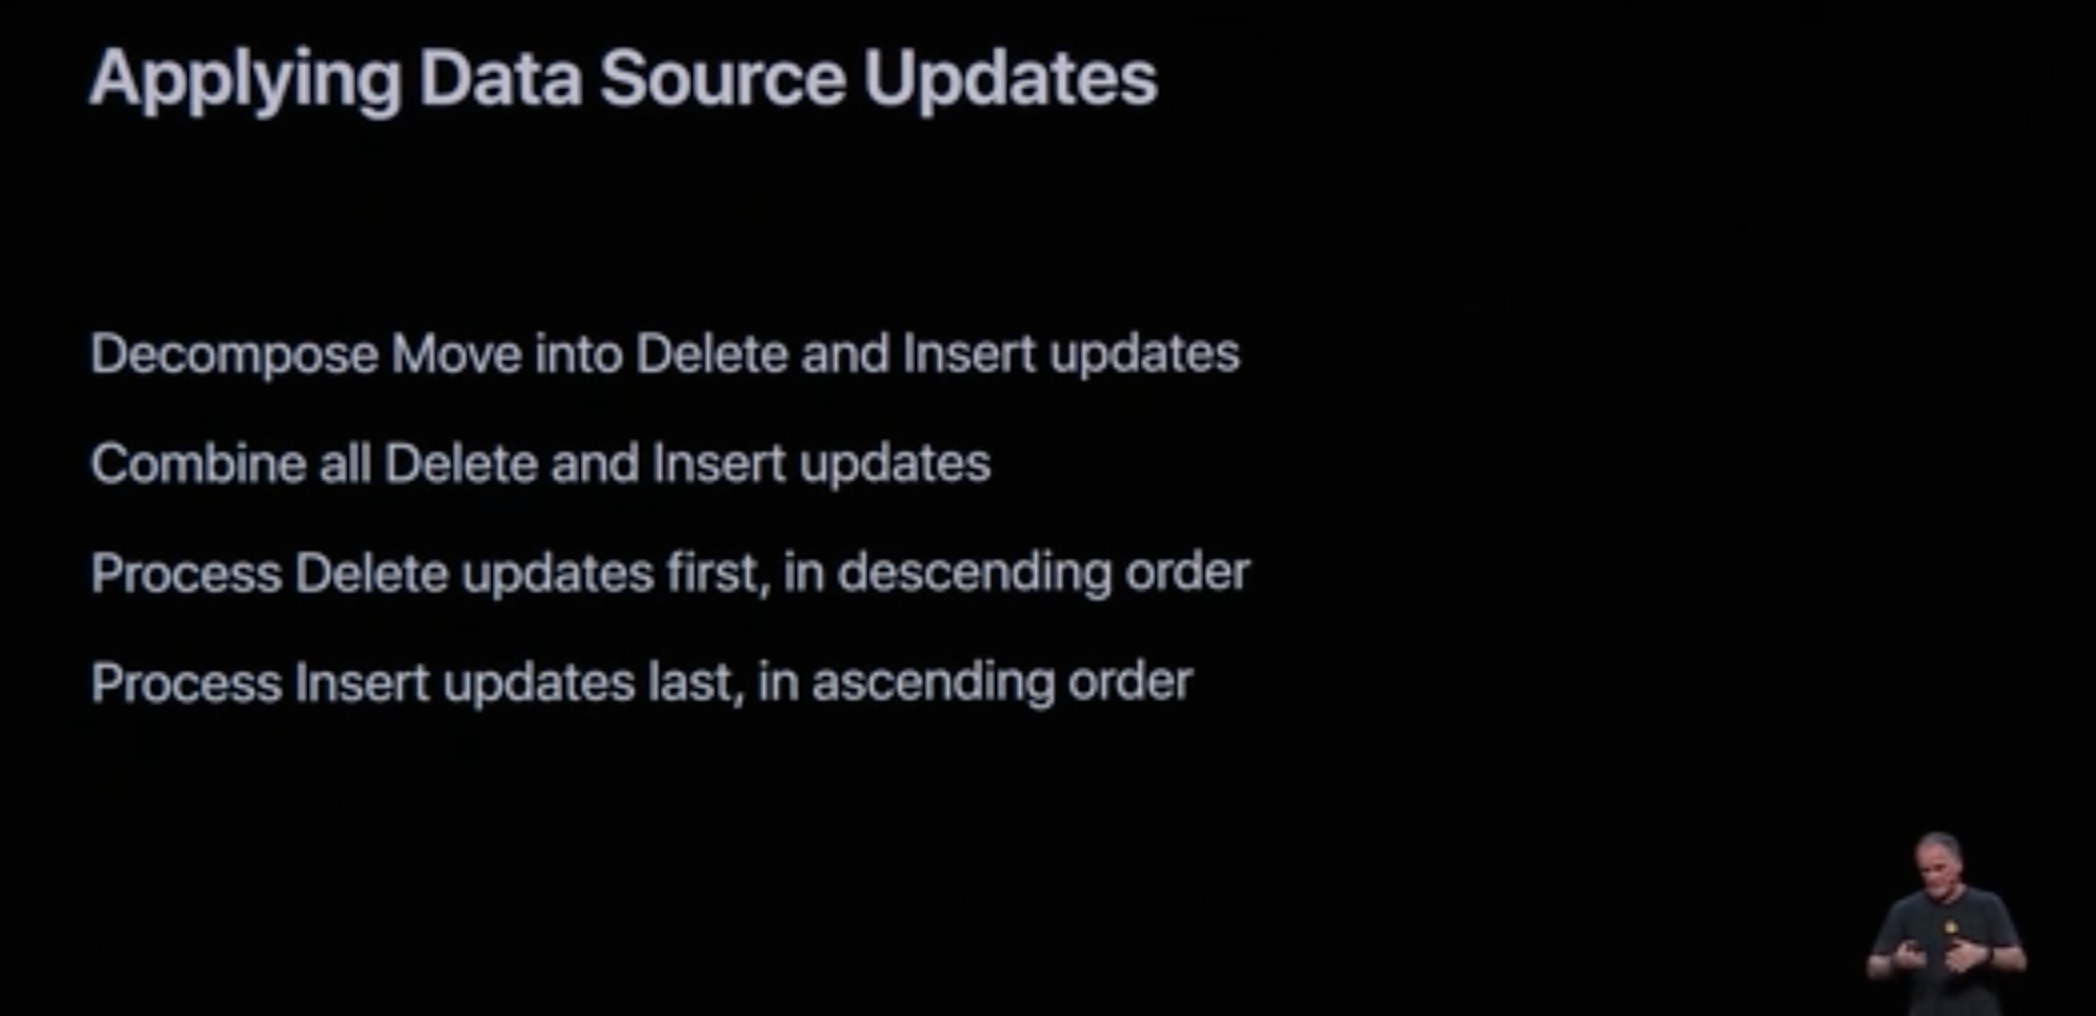 Applying Data Source Updates
Decompose Move into Delete and Insert updates
Combine all Delete and Insert updates
Process Delete updates first, in descending order
Process Insert updates last, in ascending order